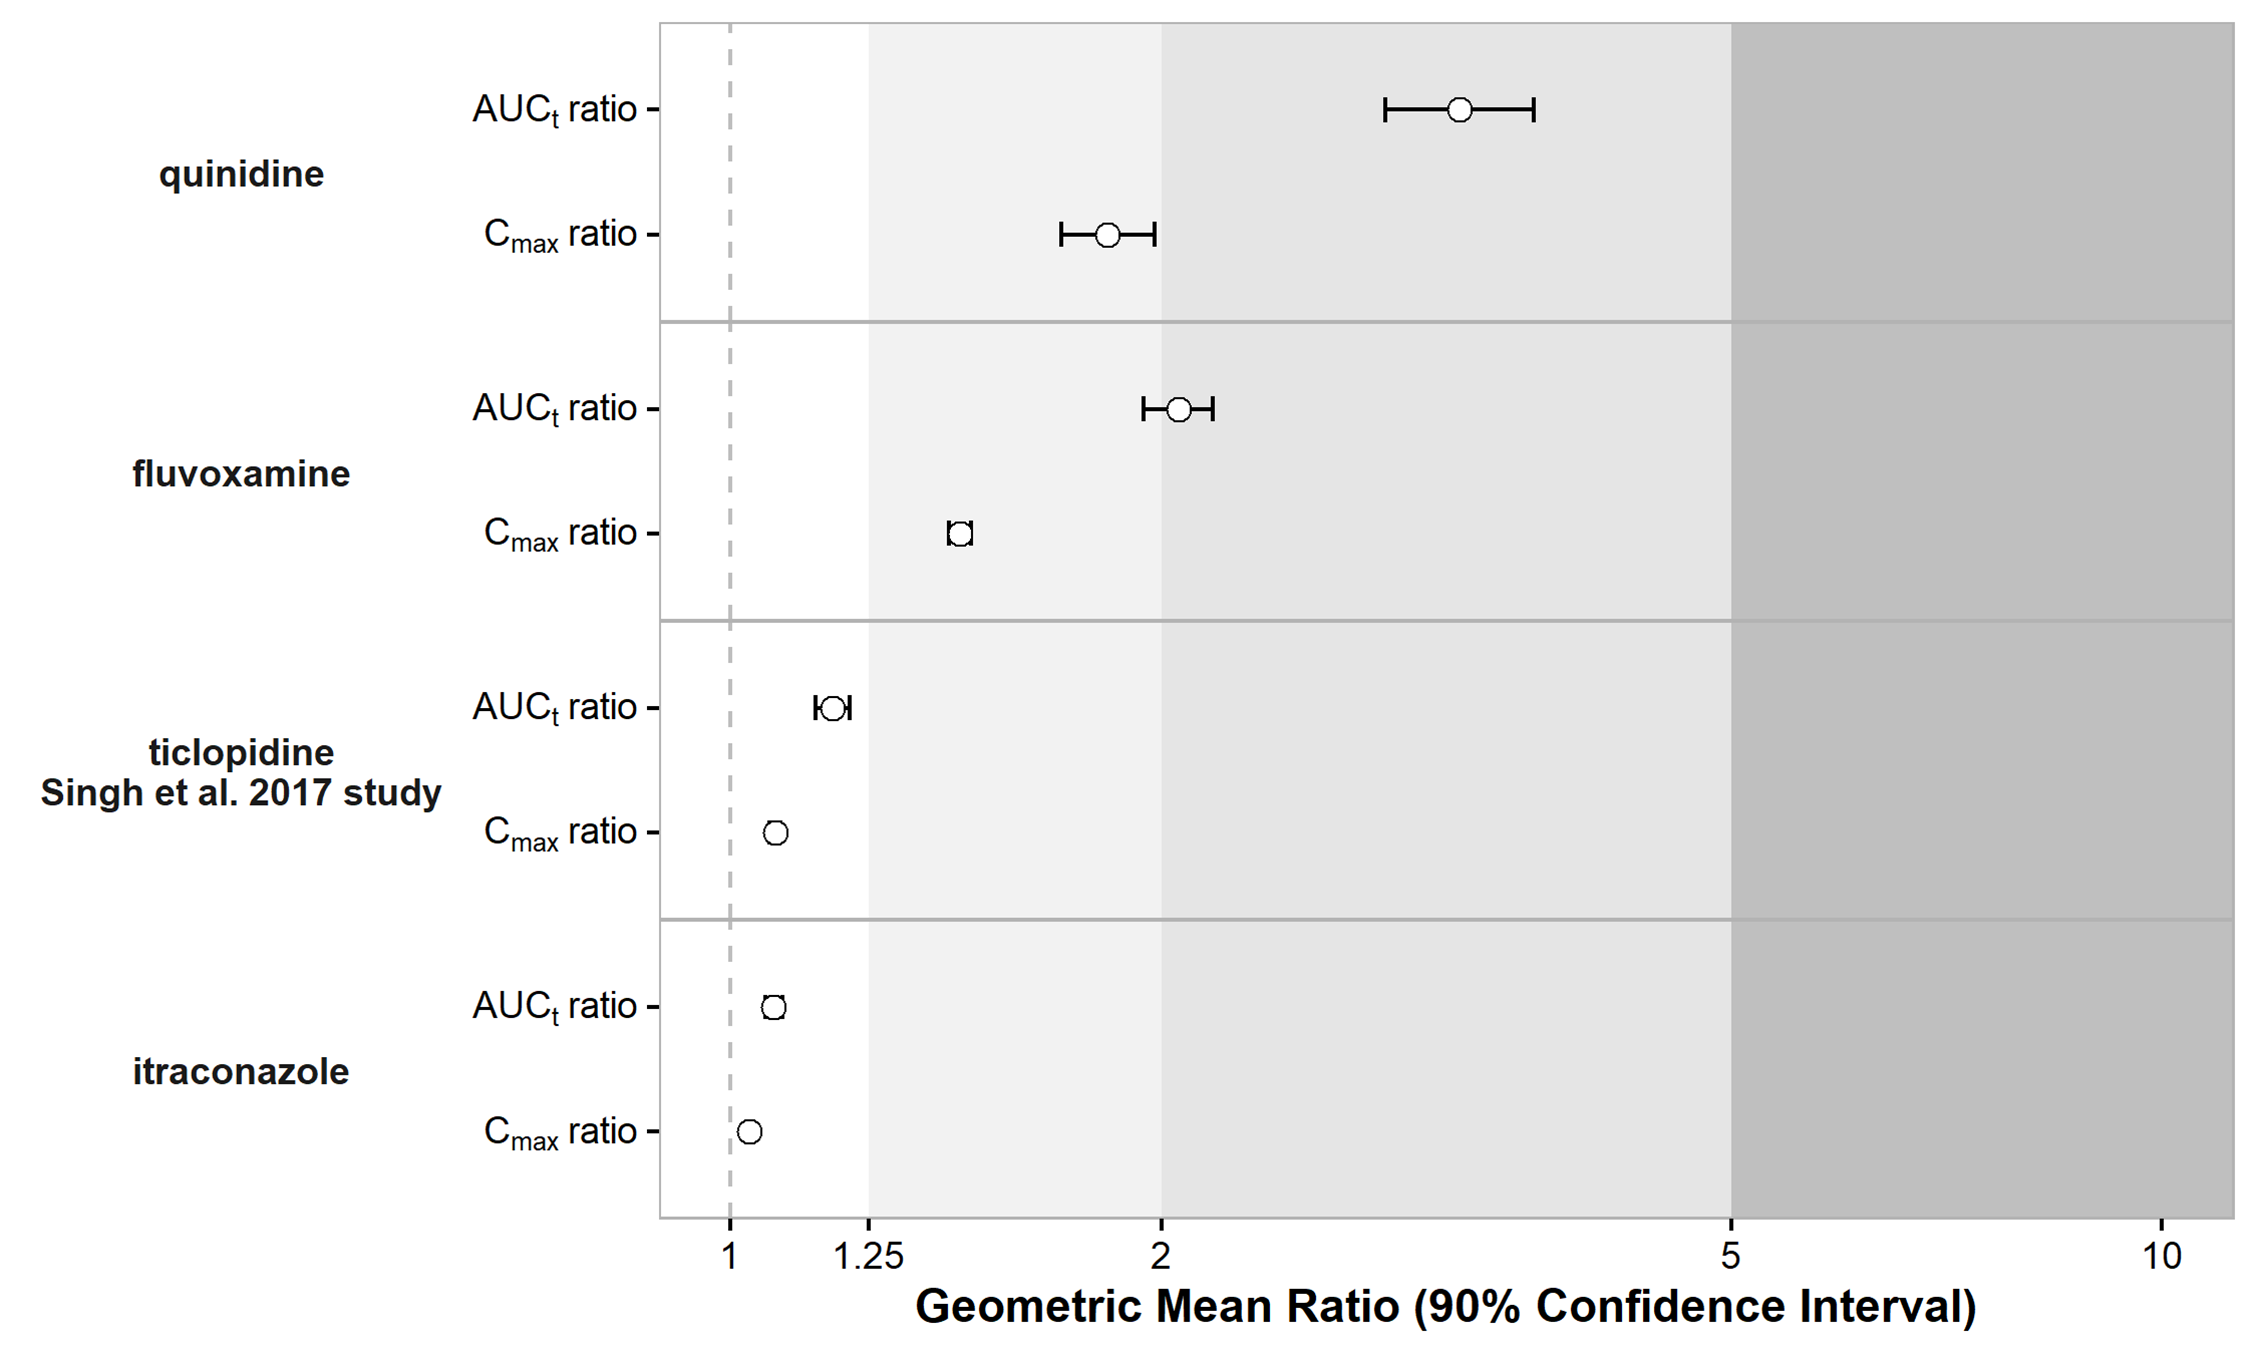 AUCt ratio
quinidine
Cmax ratio
AUCt ratio
fluvoxamine
Cmax ratio
AUCt ratio
ticlopidine
Singh et al. 2017 study
Cmax ratio
AUCt ratio
itraconazole
Cmax ratio
1 1.25 2 5 10
Geometric Mean Ratio (90% Confidence Interval)